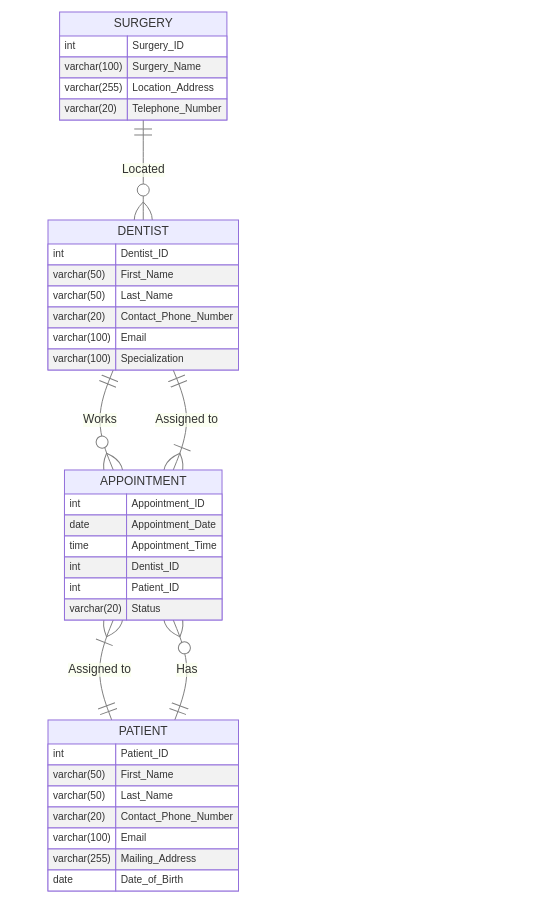 SURGERY
int Surgery_ID
varchar(100) Surgery_Name
varchar(255) Location_Address
varchar(20) Telephone_Number
Located
DENTIST
int Dentist_ID
varchar(50) First_Name
varchar(50) Last_Name
varchar(20) Contact_Phone_Number
varchar(100) Email
varchar(100) Specialization
Works Assigned to
APPOINTMENT
int Appointment_ID
date Appointment_Date
time Appointment_Time
int Dentist_ID
int Patient_ID
varchar(20) Status
Assigned to Has
PATIENT
int Patient_ID
varchar(50) First_Name
varchar(50) Last_Name
varchar(20) Contact_Phone_Number
varchar(100) Email
varchar(255) Mailing_Address
date Date_of_Birth